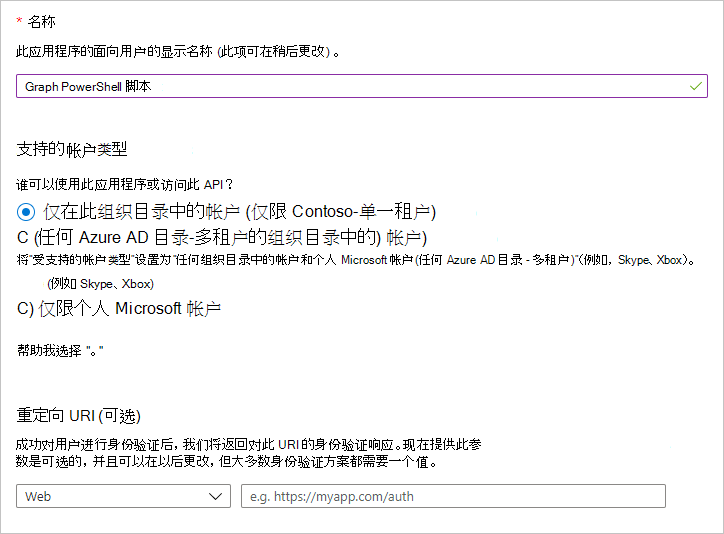 * 名称
此应用程序的面向用户的显示名称 (此项可在稍后更改) 。
Graph PowerShell 脚本
支持的帐户类型
谁可以使用此应用程序或访问此 API？
仅在此组织目录中的帐户 (仅限 Contoso-单一租户)
C (任何 Azure AD 目录-多租户的组织目录中的) 帐户)
将"受支持的帐户类型"设置为"任何组织目录中的帐户和个人 Microsoft 帐户(任何 Azure AD 目录 - 多租户)"(例如，Skype、Xbox)。
(例如 Skype、Xbox)
C) 仅限个人 Microsoft 帐户
帮助我选择 "。"
重定向 URI (可选)
成功对用户进行身份验证后，我们将返回对此 URI 的身份验证响应。现在提供此参
数是可选的，并且可以在以后更改，但大多数身份验证方案都需要一个值。
Web e.g. https://myapp.com/auth